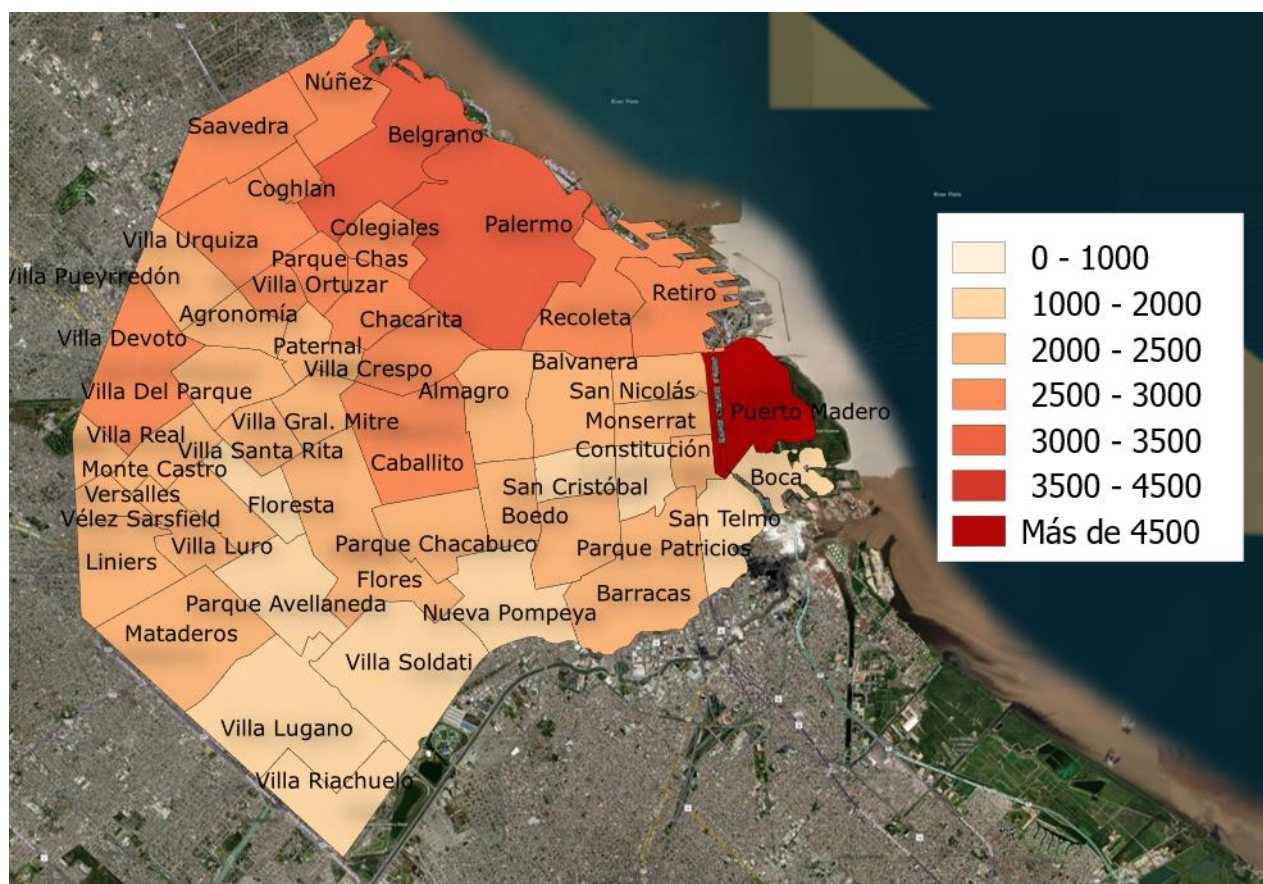 Núñez
Saavedra
Belgrano
Coghlan
Colegiales
Palermo
Villa Urquiza
Parque Chas
Villa Pueyrredón
Villa Ortuzar
Retiro
Agronomía
Chacarita
Recoleta
Villa Devoto
Paternal
Villa Crespo
Balvanera
Villa Del Parque
Almagro
San Nicolás
Villa Gral. Mitre
Monserrat
Puerto Madero
Villa Real
Villa Santa Rita
Constitución
Monte Castro
Caballito
Versalles
Floresta
San Cristóbal
Boca
Vélez Sarsfield
Boedo
San Telmo
Villa Luro
Parque Chacabuco
Parque Patricios
Liniers
Flores
Barracas
Parque Avellaneda
Nueva Pompeya
Mataderos
Villa Soldati
Villa Lugano
Villa Riachuelo
River Plate
River Plate
0 - 1000
1000 - 2000
2000 - 2500
2500 - 3000
3000 - 3500
3500 - 4500
Más de 4500